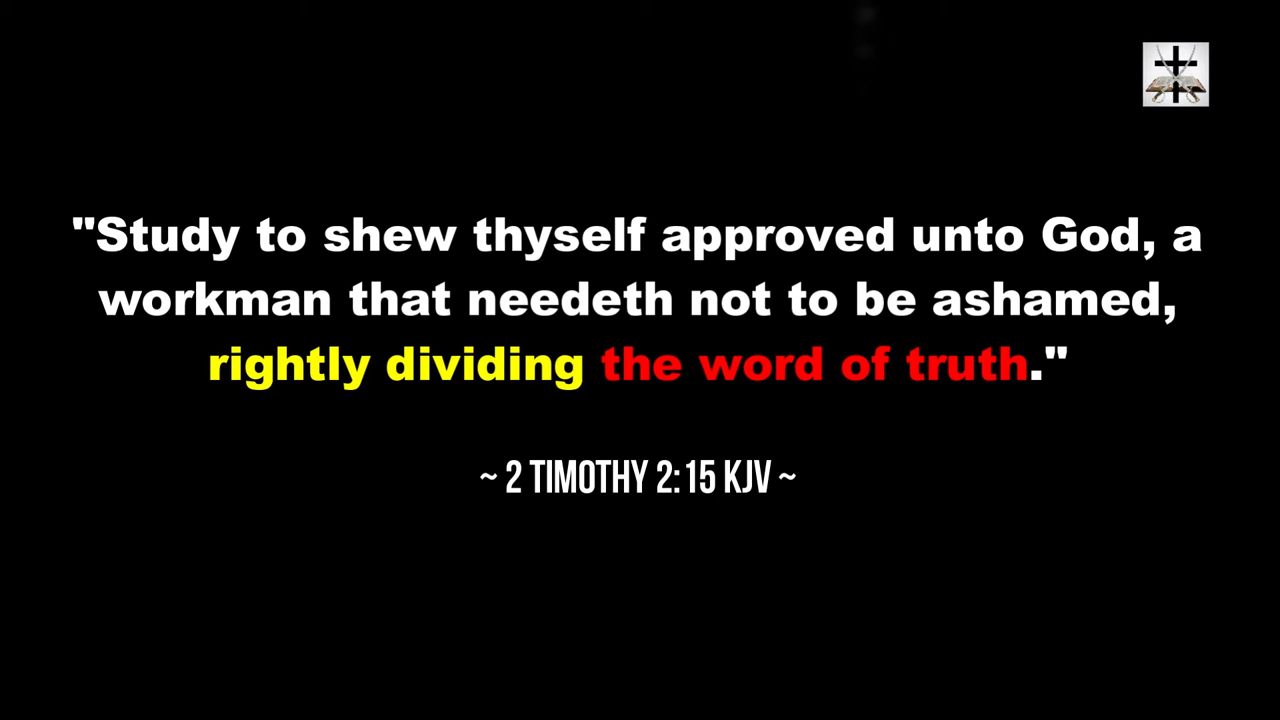 "Study to shew thyself approved unto God, a
workman that needeth not to be ashamed,
rightly dividing the word of truth."
~ 2 TIMOTHY 2:15 KJV ~